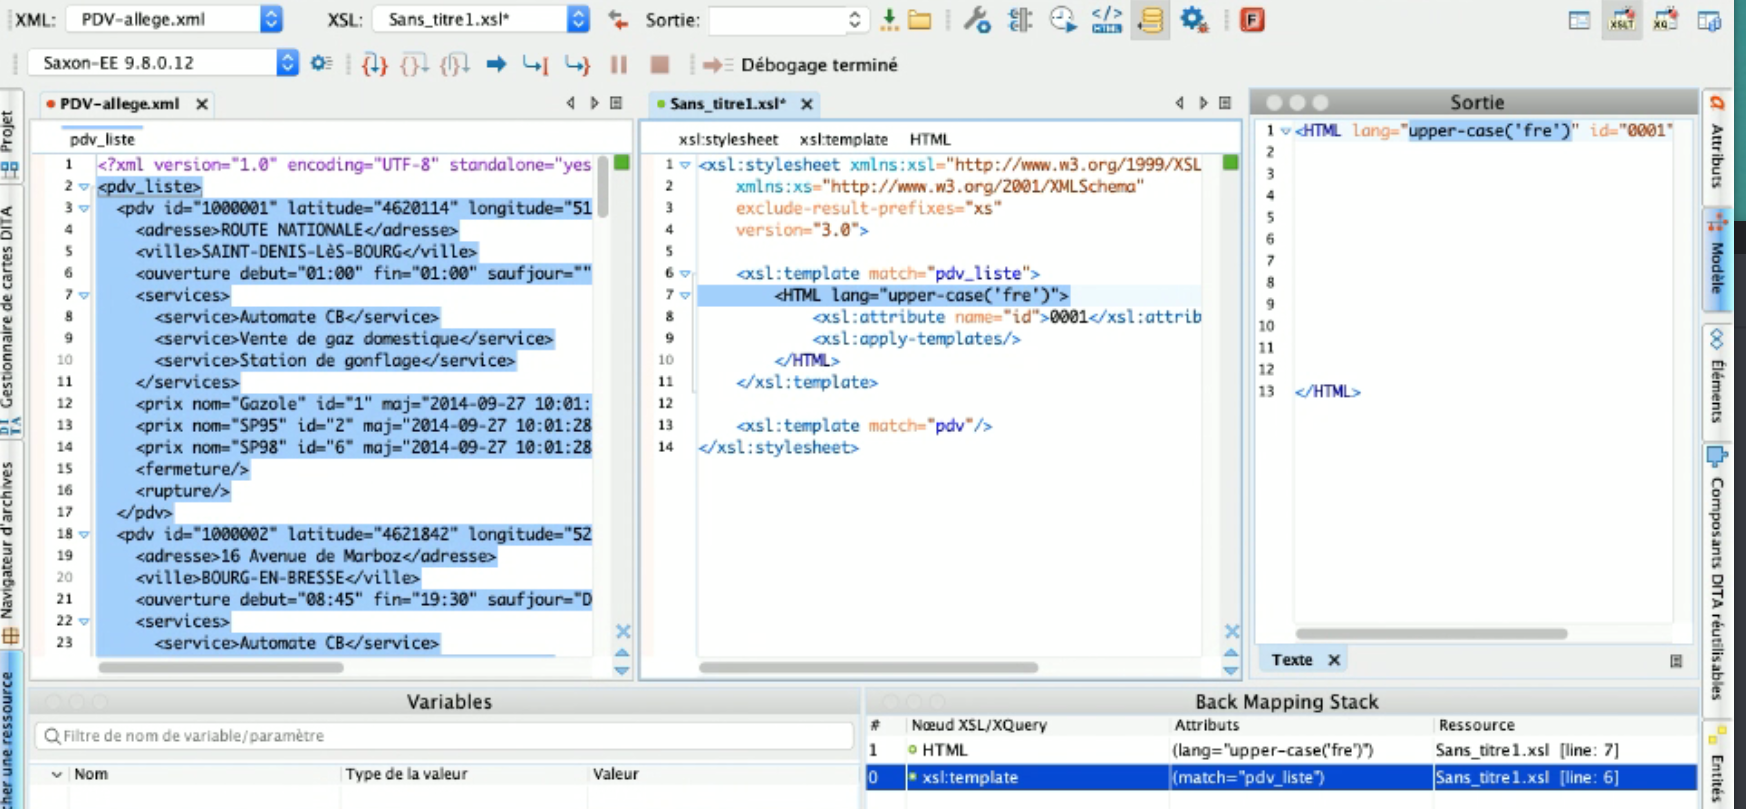 XML: PDV-allege.xml XSL: Sans_titre1.xsl* Sortie:
Saxon-EE 9.8.0.12 Débogage terminé
PDV-allege.xml
pdv_liste
1 <?xml version="1.0" encoding="UTF-8" standalone="yes
2 <pdv_liste>
3 <pdv id="1000001" latitude="4620114" longitude="51
4 <adresse>ROUTE NATIONALE</adresse>
5 <ville>SAINT-DENIS-LèS-BOURG</ville>
6 <ouverture debut="01:00" fin="01:00" saufjour=""
7 <services>
8 <service>Automate CB</service>
9 <service>Vente de gaz domestique</service>
10 <service>Station de gonflage</service>
11 </services>
12 <prix nom="Gazole" id="1" maj="2014-09-27 10:01:
13 <prix nom="SP95" id="2" maj="2014-09-27 10:01:28
14 <prix nom="SP98" id="6" maj="2014-09-27 10:01:28
15 <fermeture/>
16 <rupture/>
17 </pdv>
18 <pdv id="1000002" latitude="4621842" longitude="52
19 <adresse>16 Avenue de Marboz</adresse>
20 <ville>BOURG-EN-BRESSE</ville>
21 <ouverture debut="08:45" fin="19:30" saufjour="D
22 <services>
23 <service>Automate CB</service>
Sans_titre1.xsl*
xsl:stylesheet xsl:template HTML
1 <xsl:stylesheet xmlns:xsl="http://www.w3.org/1999/XSL
2 xmlns:xs="http://www.w3.org/2001/XMLSchema"
3 exclude-result-prefixes="xs"
4 version="3.0">
5
6 <xsl:template match="pdv_liste">
7 <HTML lang="upper-case('fre')">
8 <xsl:attribute name="id">0001</xsl:attrib
9 <xsl:apply-templates/>
10 </HTML>
11 </xsl:template>
12
13 <xsl:template match="pdv"/>
14 </xsl:stylesheet>
Sortie
1 <HTML lang="upper-case('fre')" id="0001"
2
3
4
5
6
7
8
9
10
11
12
13 </HTML>
Texte
Variables
Filtre de nom de variable/paramètre
Nom Type de la valeur Valeur
Back Mapping Stack
# Nœud XSL/XQuery Attributs Ressource
1 HTML (lang="upper-case('fre')") Sans_titre1.xsl [line: 7]
0 xsl:template (match="pdv_liste") Sans_titre1.xsl [line: 6]
Projet
Gestionnaire de cartes DITA
Navigateur d'archives
cher une ressource
Attributs
Modèle
Éléments
Composants DITA réutilisables
Entités